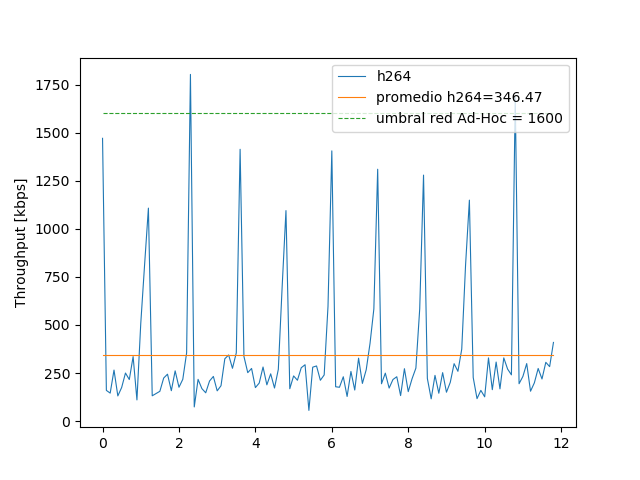 h264
promedio h264=346.47
umbral red Ad-Hoc = 1600
1750
1500
1250
1000
750
500
250
0
Throughput [kbps]
0 2 4 6 8 10 12